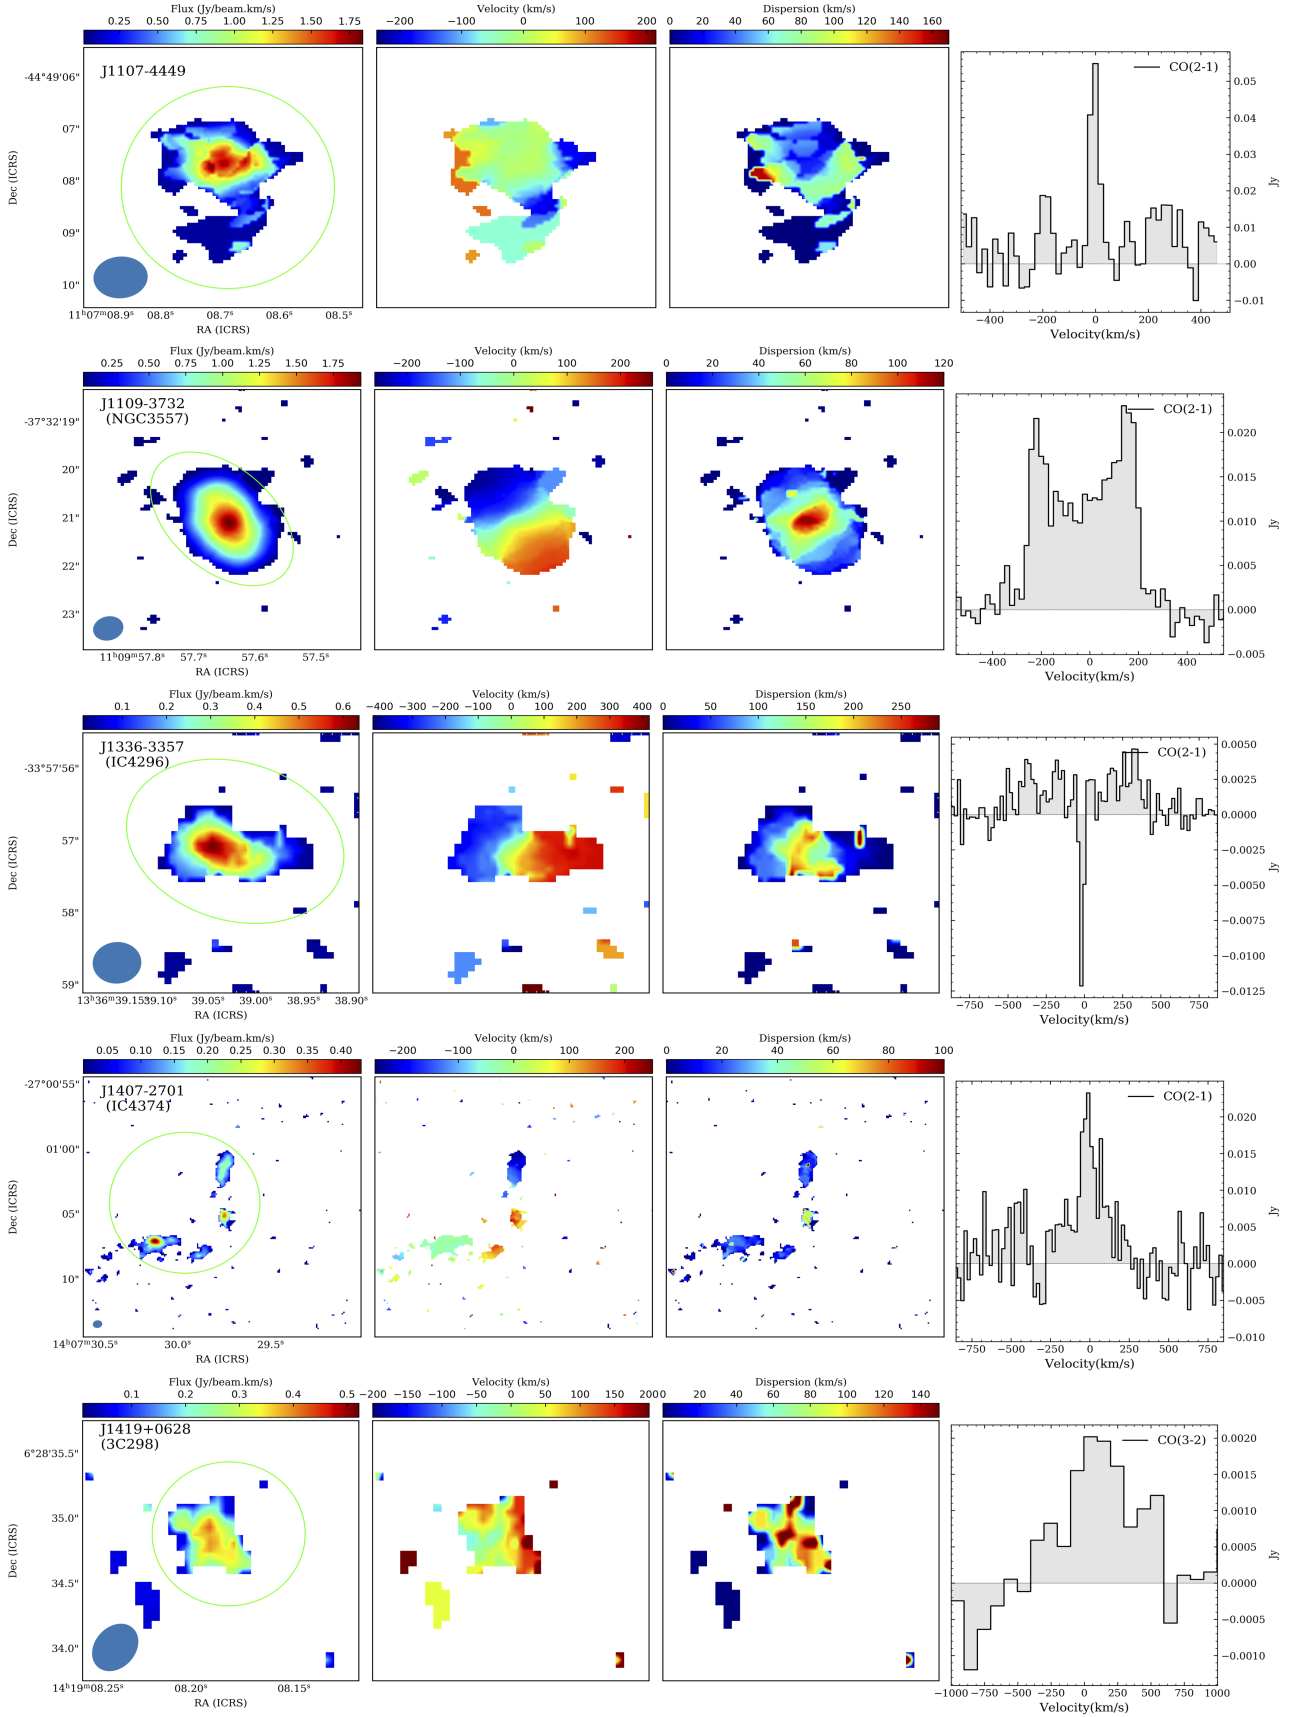 Flux (Jy/beam.km/s) Velocity (km/s) Dispersion (km/s)
0.25 0.50 0.75 1.00 1.25 1.50 1.75 −200 −100 0 100 200 0 20 40 60 80 100 120 140 160
J1107-4449
CO(2-1)
-44°49'06"
07"
08"
09"
10"
Dec (ICRS)
11ʰ07ᵐ08.9ˢ 08.8ˢ 08.7ˢ 08.6ˢ 08.5ˢ
RA (ICRS)
0.05
0.04
0.03
0.02
0.01
0.00
−0.01
Jy
−400 −200 0 200 400
Velocity(km/s)
Flux (Jy/beam.km/s) Velocity (km/s) Dispersion (km/s)
0.25 0.50 0.75 1.00 1.25 1.50 1.75 −200 −100 0 100 200 0 20 40 60 80 100 120
J1109-3732
(NGC3557)
CO(2-1)
-37°32'19"
20"
21"
22"
23"
Dec (ICRS)
11ʰ09ᵐ57.8ˢ 57.7ˢ 57.6ˢ 57.5ˢ
RA (ICRS)
0.020
0.015
0.010
0.005
0.000
−0.005
Jy
−400 −200 0 200 400
Velocity(km/s)
Flux (Jy/beam.km/s) Velocity (km/s) Dispersion (km/s)
0.1 0.2 0.3 0.4 0.5 0.6 −400 −300 −200 −100 0 100 200 300 400 0 50 100 150 200 250
J1336-3357
(IC4296)
CO(2-1)
-33°57'56"
57"
58"
59"
Dec (ICRS)
13ʰ36ᵐ39.15ˢ 39.10ˢ 39.05ˢ 39.00ˢ 38.95ˢ 38.90ˢ
RA (ICRS)
0.0050
0.0025
0.0000
−0.0025
−0.0050
−0.0075
−0.0100
−0.0125
Jy
−750 −500 −250 0 250 500 750
Velocity(km/s)
Flux (Jy/beam.km/s) Velocity (km/s) Dispersion (km/s)
0.05 0.10 0.15 0.20 0.25 0.30 0.35 0.40 −200 −100 0 100 200 0 20 40 60 80 100
J1407-2701
(IC4374)
CO(2-1)
-27°00'55"
01'00"
05"
10"
Dec (ICRS)
14ʰ07ᵐ30.5ˢ 30.0ˢ 29.5ˢ
RA (ICRS)
0.020
0.015
0.010
0.005
0.000
−0.005
−0.010
Jy
−750 −500 −250 0 250 500 750
Velocity(km/s)
Flux (Jy/beam.km/s) Velocity (km/s) Dispersion (km/s)
0.1 0.2 0.3 0.4 0.5 −200 −150 −100 −50 0 50 100 150 200 0 20 40 60 80 100 120 140
J1419+0628
(3C298)
CO(3-2)
6°28'35.5"
35.0"
34.5"
34.0"
Dec (ICRS)
14ʰ19ᵐ08.25ˢ 08.20ˢ 08.15ˢ
RA (ICRS)
0.0020
0.0015
0.0010
0.0005
0.0000
−0.0005
−0.0010
Jy
−1000 −750 −500 −250 0 250 500 750 1000
Velocity(km/s)